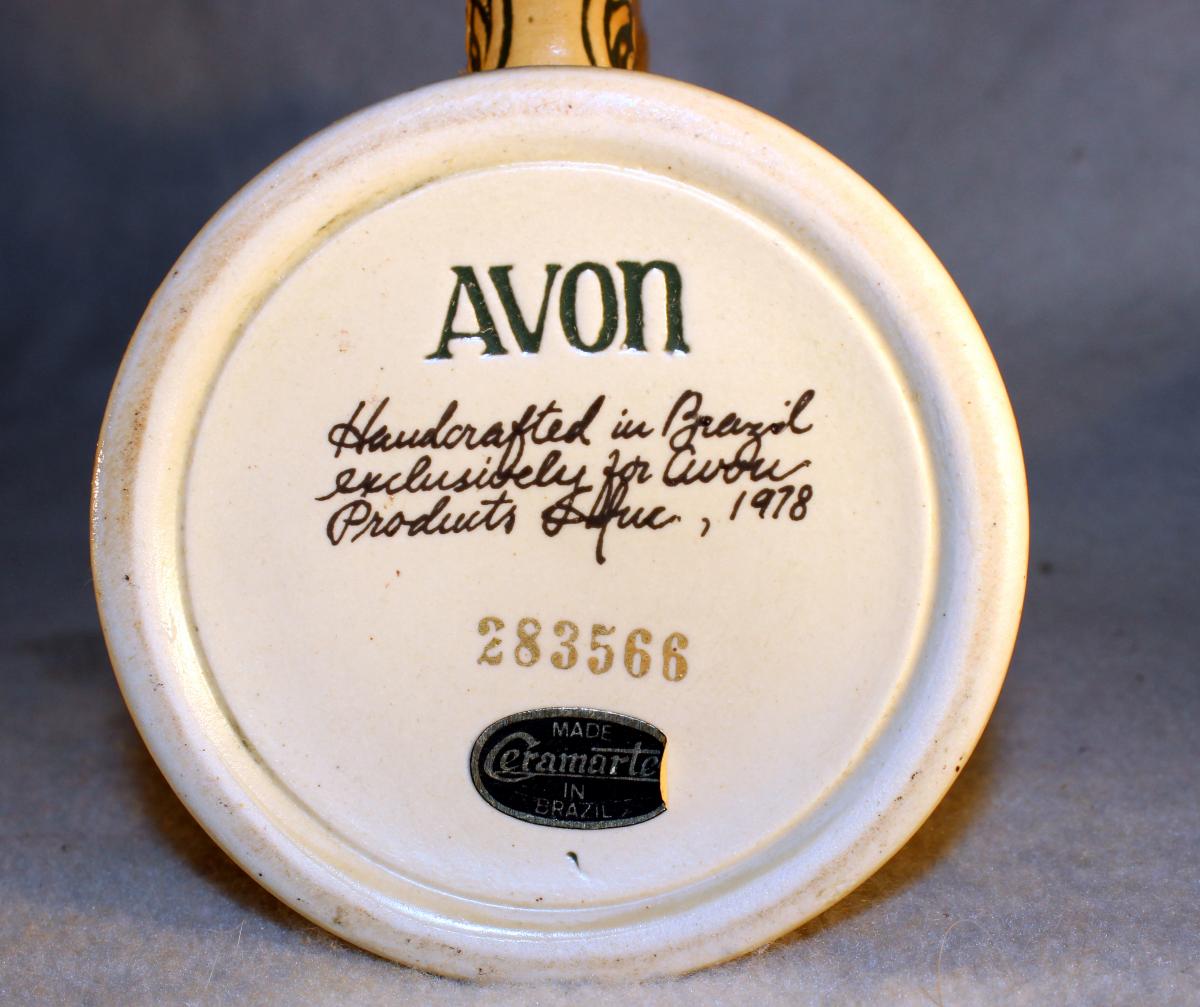 AVON
Handcrafted in Brazil
exclusively for Avon
Products Inc., 1978
283566
MADE
Ceramarte
IN
BRAZIL